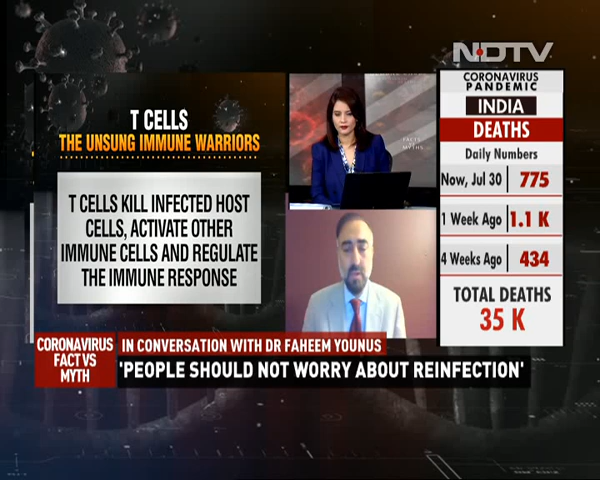 NDTV
T CELLS
THE UNSUNG IMMUNE WARRIORS
T CELLS KILL INFECTED HOST
CELLS, ACTIVATE OTHER
IMMUNE CELLS AND REGULATE
THE IMMUNE RESPONSE
FACTS
MYTHS
CORONAVIRUS
PANDEMIC
INDIA
DEATHS
Daily Numbers
Now, Jul 30 775
1 Week Ago 1.1 K
4 Weeks Ago 434
TOTAL DEATHS
35 K
CORONAVIRUS
FACT VS
MYTH
IN CONVERSATION WITH DR FAHEEM YOUNUS
'PEOPLE SHOULD NOT WORRY ABOUT REINFECTION'